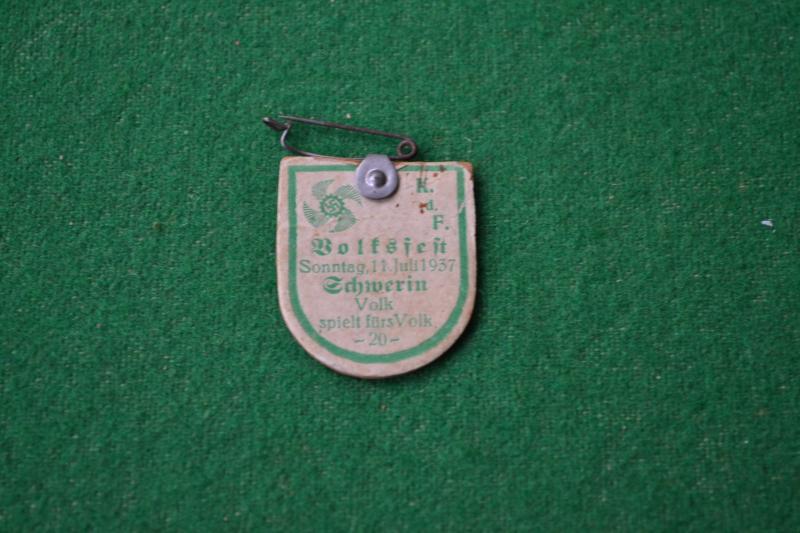 K.
d.
F.
Volksfest
Sonntag, 11. Juli 1937
Schwerin
Volk
spielt fürs Volk
- 20 -